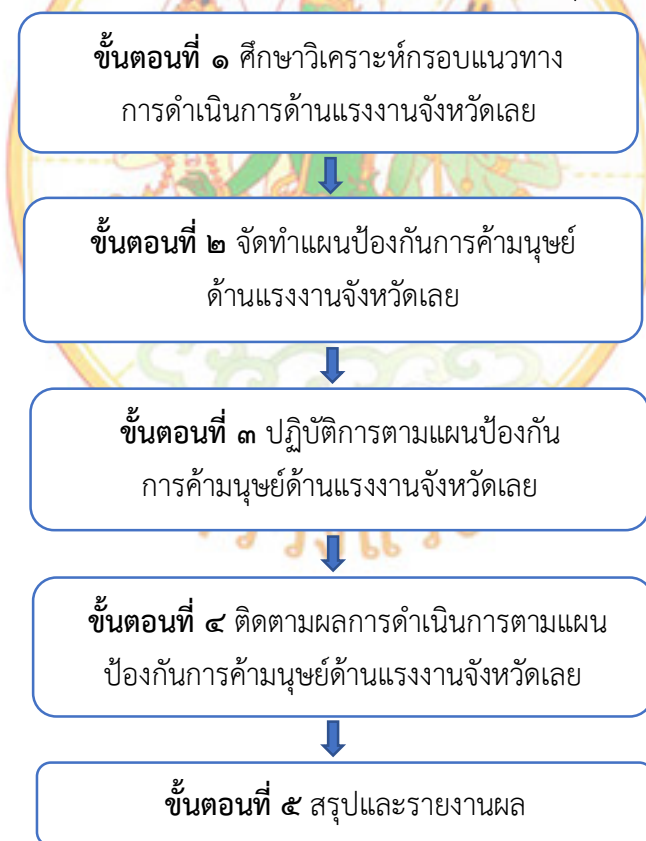 ขั้นตอนที่ ๑ ศึกษาวิเคราะห์กรอบแนวทาง
การดำเนินการด้านแรงงานจังหวัดเลย
ขั้นตอนที่ ๒ จัดทำแผนป้องกันการค้ามนุษย์
ด้านแรงงานจังหวัดเลย
ขั้นตอนที่ ๓ ปฏิบัติการตามแผนป้องกัน
การค้ามนุษย์ด้านแรงงานจังหวัดเลย
ขั้นตอนที่ ๔ ติดตามผลการดำเนินการตามแผน
ป้องกันการค้ามนุษย์ด้านแรงงานจังหวัดเลย
ขั้นตอนที่ ๕ สรุปและรายงานผล